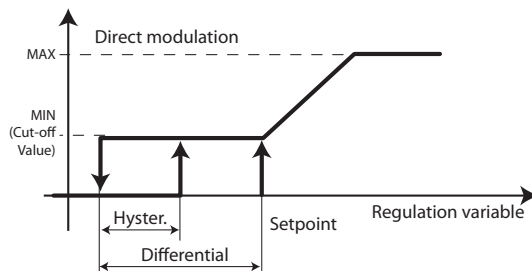 Direct modulation
MAX
MIN
(Cut-off
Value)
Hyster.
Differential
Setpoint
Regulation variable